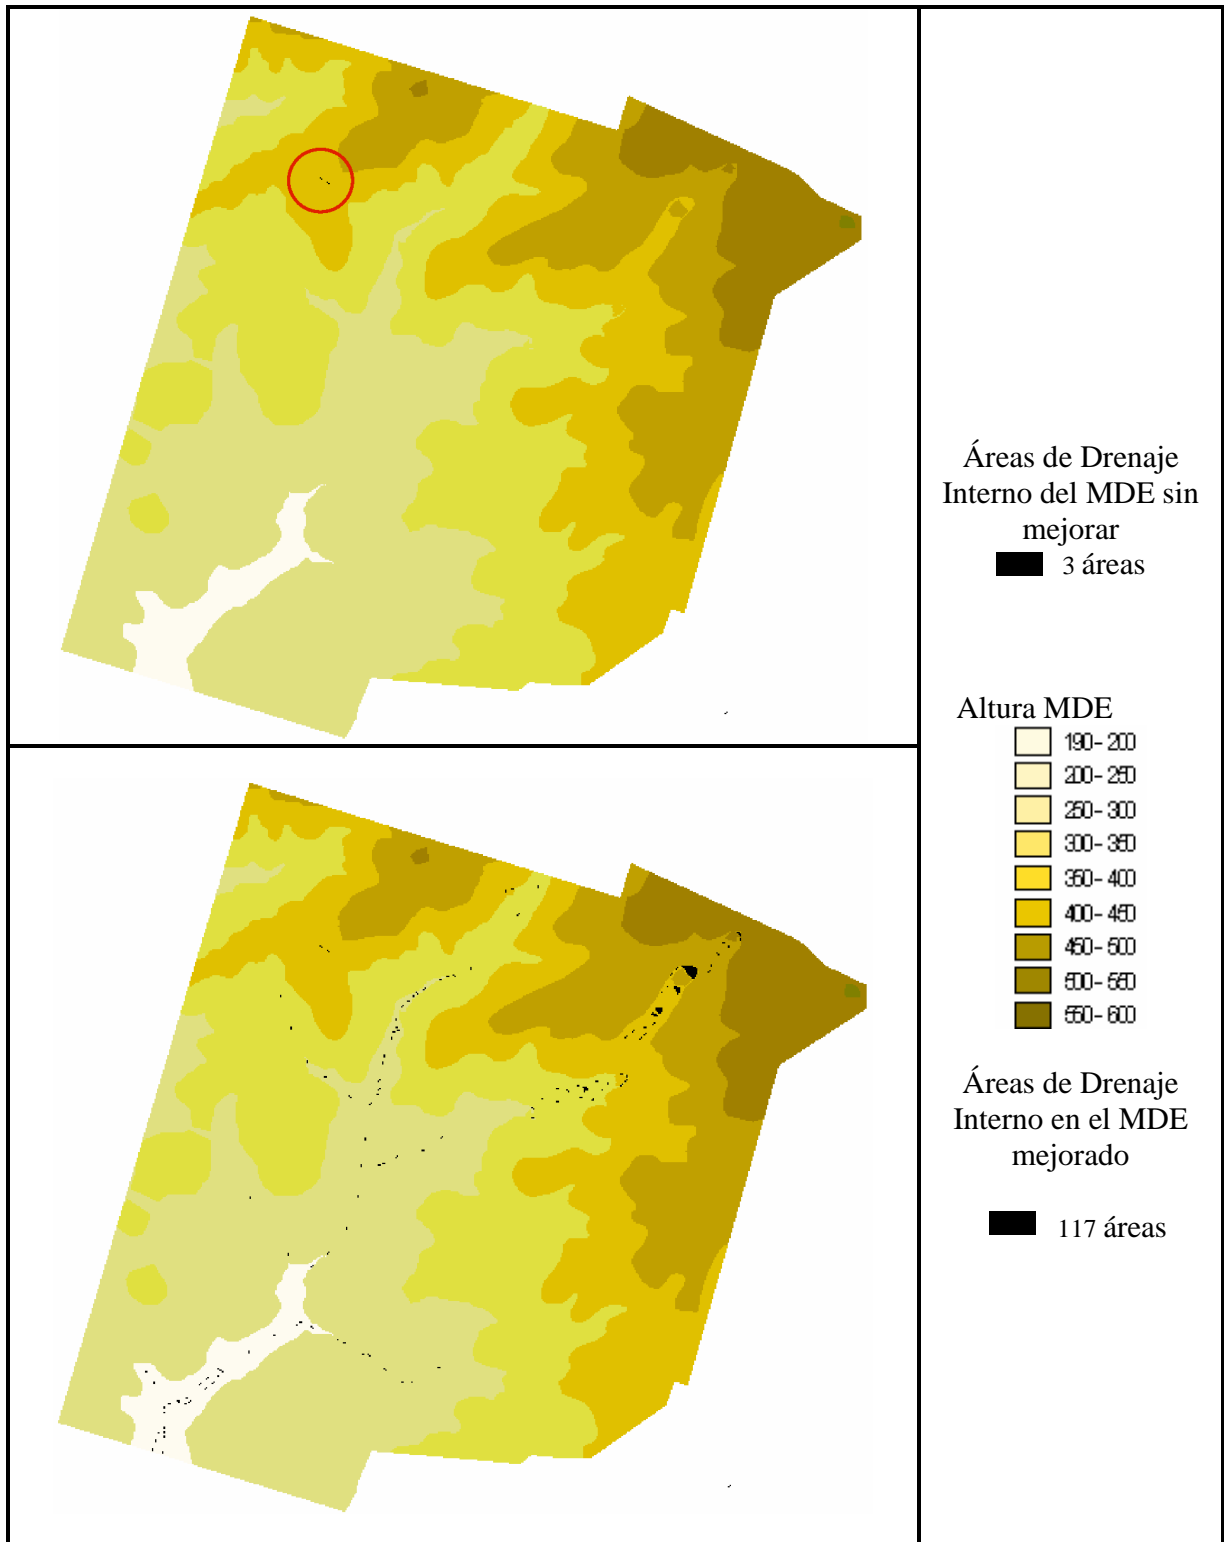 Áreas de Drenaje
Interno del MDE sin
mejorar
3 áreas
Altura MDE
190 - 200
200 - 250
250 - 300
300 - 350
350 - 400
400 - 450
450 - 500
500 - 550
550 - 600
Áreas de Drenaje
Interno en el MDE
mejorado
117 áreas